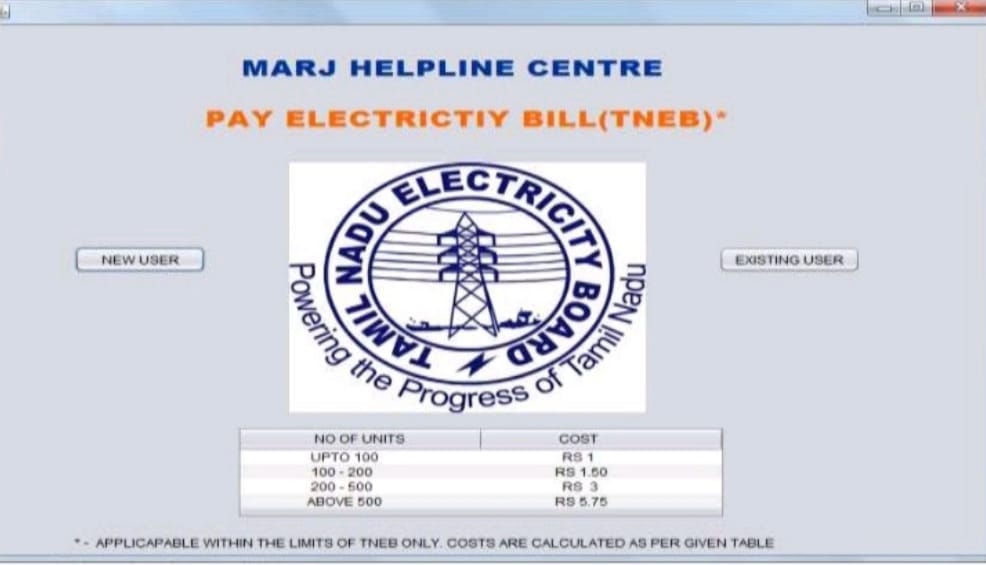 MARJ HELPLINE CENTRE
PAY ELECTRICTIY BILL(TNEB)*
TAMIL NADU ELECTRICITY BOARD
Powering the Progress of Tamil Nadu
NEW USER
EXISTING USER
NO OF UNITS COST
UPTO 100 RS 1
100 - 200 RS 1.50
200 - 500 RS 3
ABOVE 500 RS 5.75
* - APPLICAPABLE WITHIN THE LIMITS OF TNEB ONLY. COSTS ARE CALCULATED AS PER GIVEN TABLE